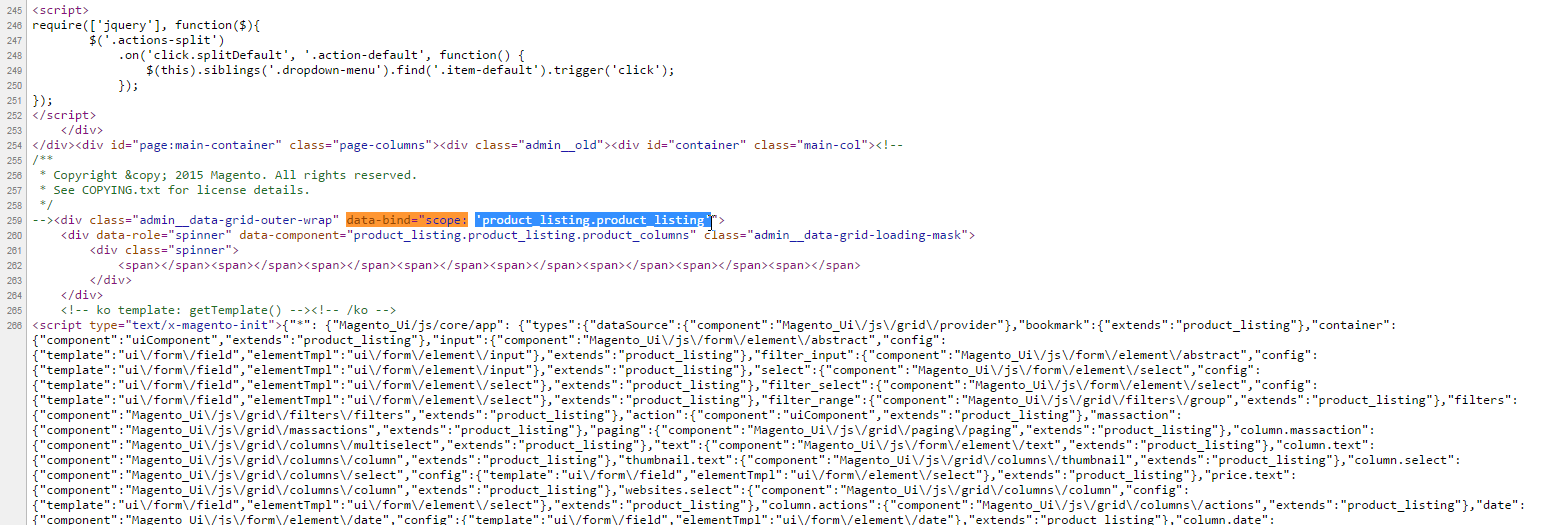 245 <script>
246 require(['jquery'], function($){
247 $('.actions-split')
248 .on('click.splitDefault', '.action-default', function() {
249 $(this).siblings('.dropdown-menu').find('.item-default').trigger('click');
250 });
251 });
252 </script>
253 </div>
254 </div><div id="page:main-container" class="page-columns"><div class="admin__old"><div id="container" class="main-col"><!--
255 /**
256 * Copyright &copy; 2015 Magento. All rights reserved.
257 * See COPYING.txt for license details.
258 */
259 --><div class="admin__data-grid-outer-wrap" data-bind="scope: 'product_listing.product_listing'">
260 <div data-role="spinner" data-component="product_listing.product_listing.product_columns" class="admin__data-grid-loading-mask">
261 <div class="spinner">
262 <span></span><span></span><span></span><span></span><span></span><span></span><span></span><span></span>
263 </div>
264 </div>
265 <!-- ko template: getTemplate() --><!-- /ko -->
266 <script type="text/x-magento-init">{"*": {"Magento_Ui/js/core/app": {"types":{"dataSource":{"component":"Magento_Ui\/js\/grid\/provider"},"bookmark":{"extends":"product_listing"},"container":
{"component":"uiComponent","extends":"product_listing"},"input":{"component":"Magento_Ui\/js\/form\/element\/abstract","config":
{"template":"ui\/form\/field","elementTmpl":"ui\/form\/element\/input"},"extends":"product_listing"},"filter_input":{"component":"Magento_Ui\/js\/form\/element\/abstract","config":
{"template":"ui\/form\/field","elementTmpl":"ui\/form\/element\/input"},"extends":"product_listing"},"select":{"component":"Magento_Ui\/js\/form\/element\/select","config":
{"template":"ui\/form\/field","elementTmpl":"ui\/form\/element\/select"},"extends":"product_listing"},"filter_select":{"component":"Magento_Ui\/js\/form\/element\/select","config":
{"template":"ui\/form\/field","elementTmpl":"ui\/form\/element\/select"},"extends":"product_listing"},"filter_range":{"component":"Magento_Ui\/js\/grid\/filters\/group","extends":"product_listing"},"filters":
{"component":"Magento_Ui\/js\/grid\/filters\/filters","extends":"product_listing"},"action":{"component":"uiComponent","extends":"product_listing"},"massaction":
{"component":"Magento_Ui\/js\/grid\/massactions","extends":"product_listing"},"paging":{"component":"Magento_Ui\/js\/grid\/paging\/paging","extends":"product_listing"},"column.massaction":
{"component":"Magento_Ui\/js\/grid\/columns\/multiselect","extends":"product_listing"},"text":{"component":"Magento_Ui\/js\/form\/element\/text","extends":"product_listing"},"column.text":
{"component":"Magento_Ui\/js\/grid\/columns\/column","extends":"product_listing"},"thumbnail.text":{"component":"Magento_Ui\/js\/grid\/columns\/thumbnail","extends":"product_listing"},"column.select":
{"component":"Magento_Ui\/js\/grid\/columns\/select","config":{"template":"ui\/form\/field","elementTmpl":"ui\/form\/element\/select"},"extends":"product_listing"},"price.text":
{"component":"Magento_Ui\/js\/grid\/columns\/column","extends":"product_listing"},"websites.select":{"component":"Magento_Ui\/js\/grid\/columns\/column","config":
{"template":"ui\/form\/field","elementTmpl":"ui\/form\/element\/select"},"extends":"product_listing"},"column.actions":{"component":"Magento_Ui\/js\/grid\/columns\/actions","extends":"product_listing"},"date":
{"component":"Magento_Ui\/js\/form\/element\/date","config":{"template":"ui\/form\/field","elementTmpl":"ui\/form\/element\/date"},"extends":"product_listing"},"column.date":